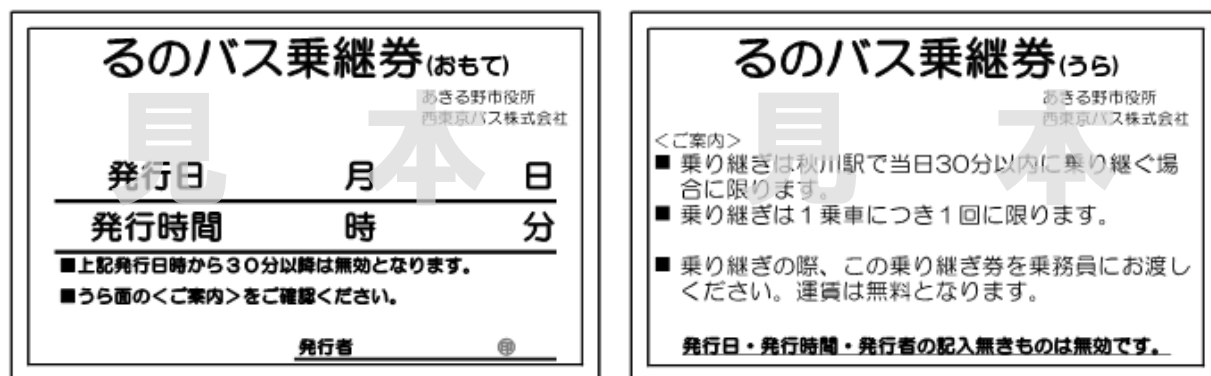 るのバス乗継券(おもて)
あきる野市役所
西東京バス株式会社
見本
発行日 月 日
発行時間 時 分
■上記発行日時から３０分以降は無効となります。
■うら面の<ご案内>をご確認ください。
発行者 印
るのバス乗継券(うら)
あきる野市役所
西東京バス株式会社
見本
<ご案内>
■ 乗り継ぎは秋川駅で当日30分以内に乗り継ぐ場
合に限ります。
■ 乗り継ぎは１乗車につき１回に限ります。
■ 乗り継ぎの際、この乗り継ぎ券を乗務員にお渡し
ください。運賃は無料となります。
発行日・発行時間・発行者の記入無きものは無効です。